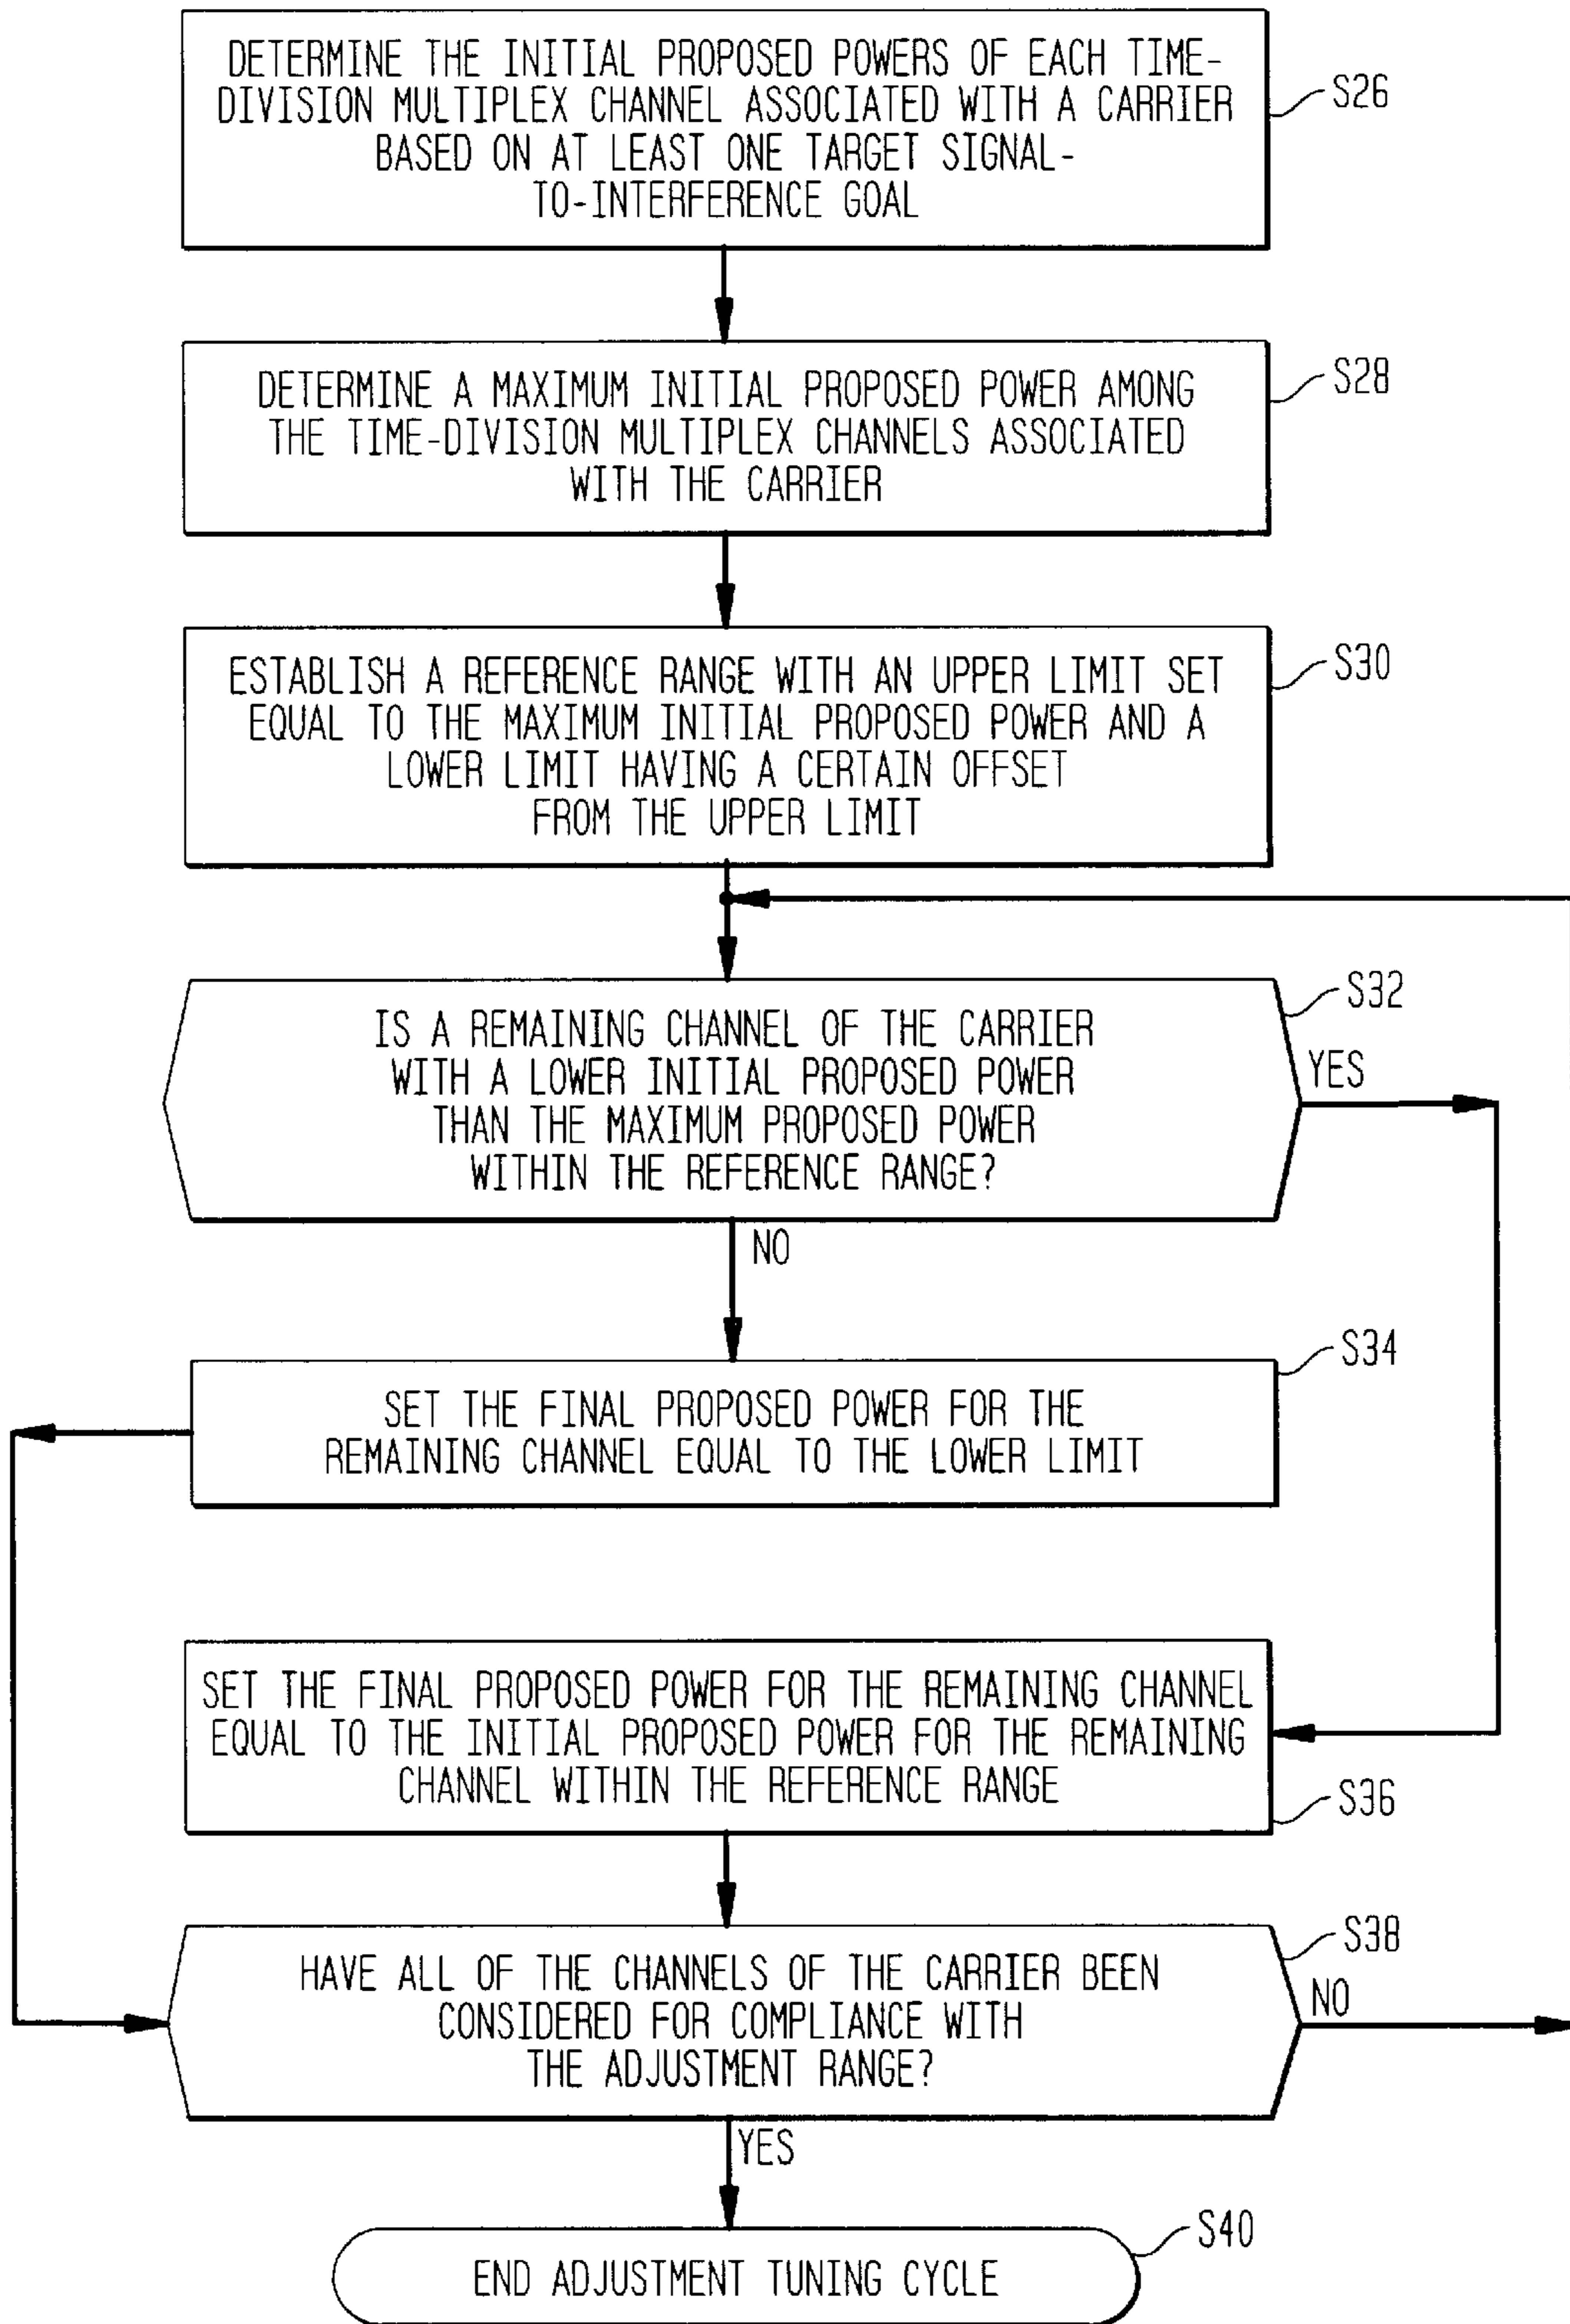 DETERMINE THE INITIAL PROPOSED POWERS OF EACH TIME-
DIVISION MULTIPLEX CHANNEL ASSOCIATED WITH A CARRIER
BASED ON AT LEAST ONE TARGET SIGNAL-
TO-INTERFERENCE GOAL
S26
DETERMINE A MAXIMUM INITIAL PROPOSED POWER AMONG
THE TIME-DIVISION MULTIPLEX CHANNELS ASSOCIATED
WITH THE CARRIER
S28
ESTABLISH A REFERENCE RANGE WITH AN UPPER LIMIT SET
EQUAL TO THE MAXIMUM INITIAL PROPOSED POWER AND A
LOWER LIMIT HAVING A CERTAIN OFFSET
FROM THE UPPER LIMIT
S30
IS A REMAINING CHANNEL OF THE CARRIER
WITH A LOWER INITIAL PROPOSED POWER
THAN THE MAXIMUM PROPOSED POWER
WITHIN THE REFERENCE RANGE?
S32
YES
NO
SET THE FINAL PROPOSED POWER FOR THE
REMAINING CHANNEL EQUAL TO THE LOWER LIMIT
S34
SET THE FINAL PROPOSED POWER FOR THE REMAINING CHANNEL
EQUAL TO THE INITIAL PROPOSED POWER FOR THE REMAINING
CHANNEL WITHIN THE REFERENCE RANGE
S36
HAVE ALL OF THE CHANNELS OF THE CARRIER BEEN
CONSIDERED FOR COMPLIANCE WITH
THE ADJUSTMENT RANGE?
S38
NO
YES
END ADJUSTMENT TUNING CYCLE
S40